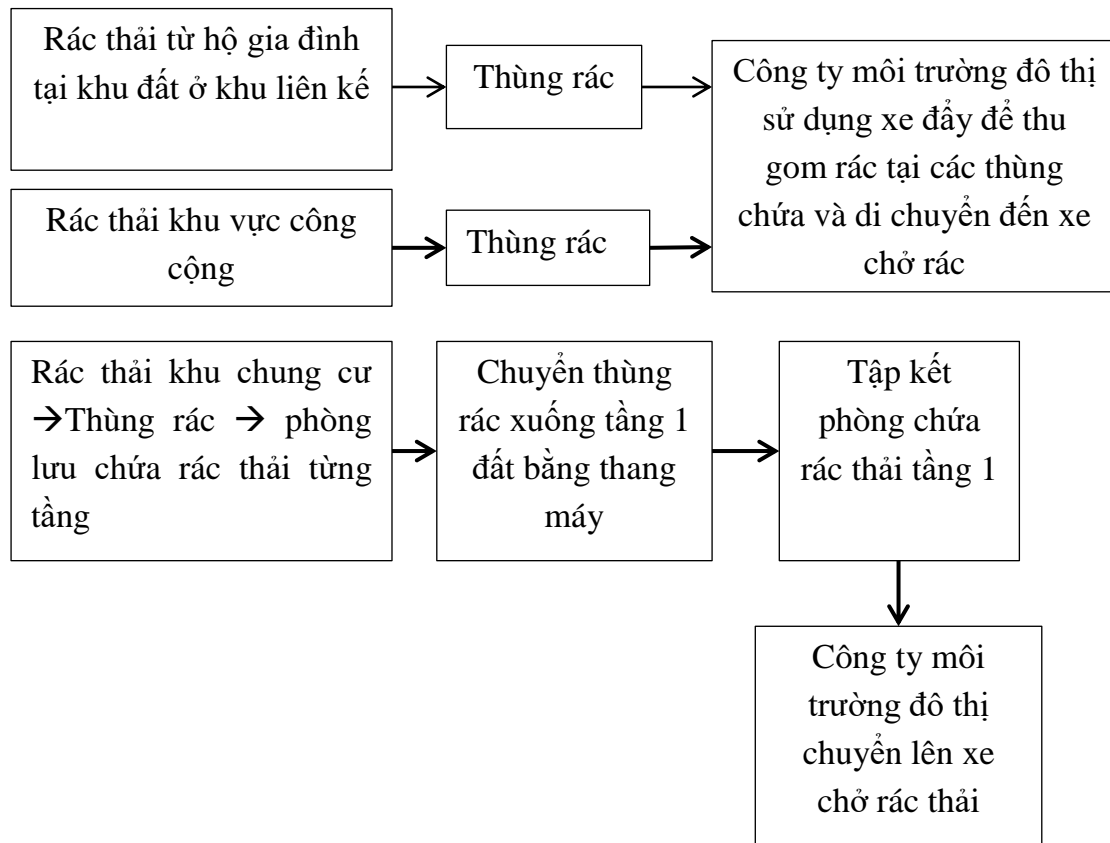 Rác thải từ hộ gia đình
tại khu đất ở khu liên kế
Thùng rác
Công ty môi trường đô thị
sử dụng xe đẩy để thu
gom rác tại các thùng
chứa và di chuyển đến xe
chở rác
Rác thải khu vực công
cộng
Thùng rác
Rác thải khu chung cư
→Thùng rác → phòng
lưu chứa rác thải từng
tầng
Chuyển thùng
rác xuống tầng 1
đất bằng thang
máy
Tập kết
phòng chứa
rác thải tầng 1
Công ty môi
trường đô thị
chuyển lên xe
chở rác thải